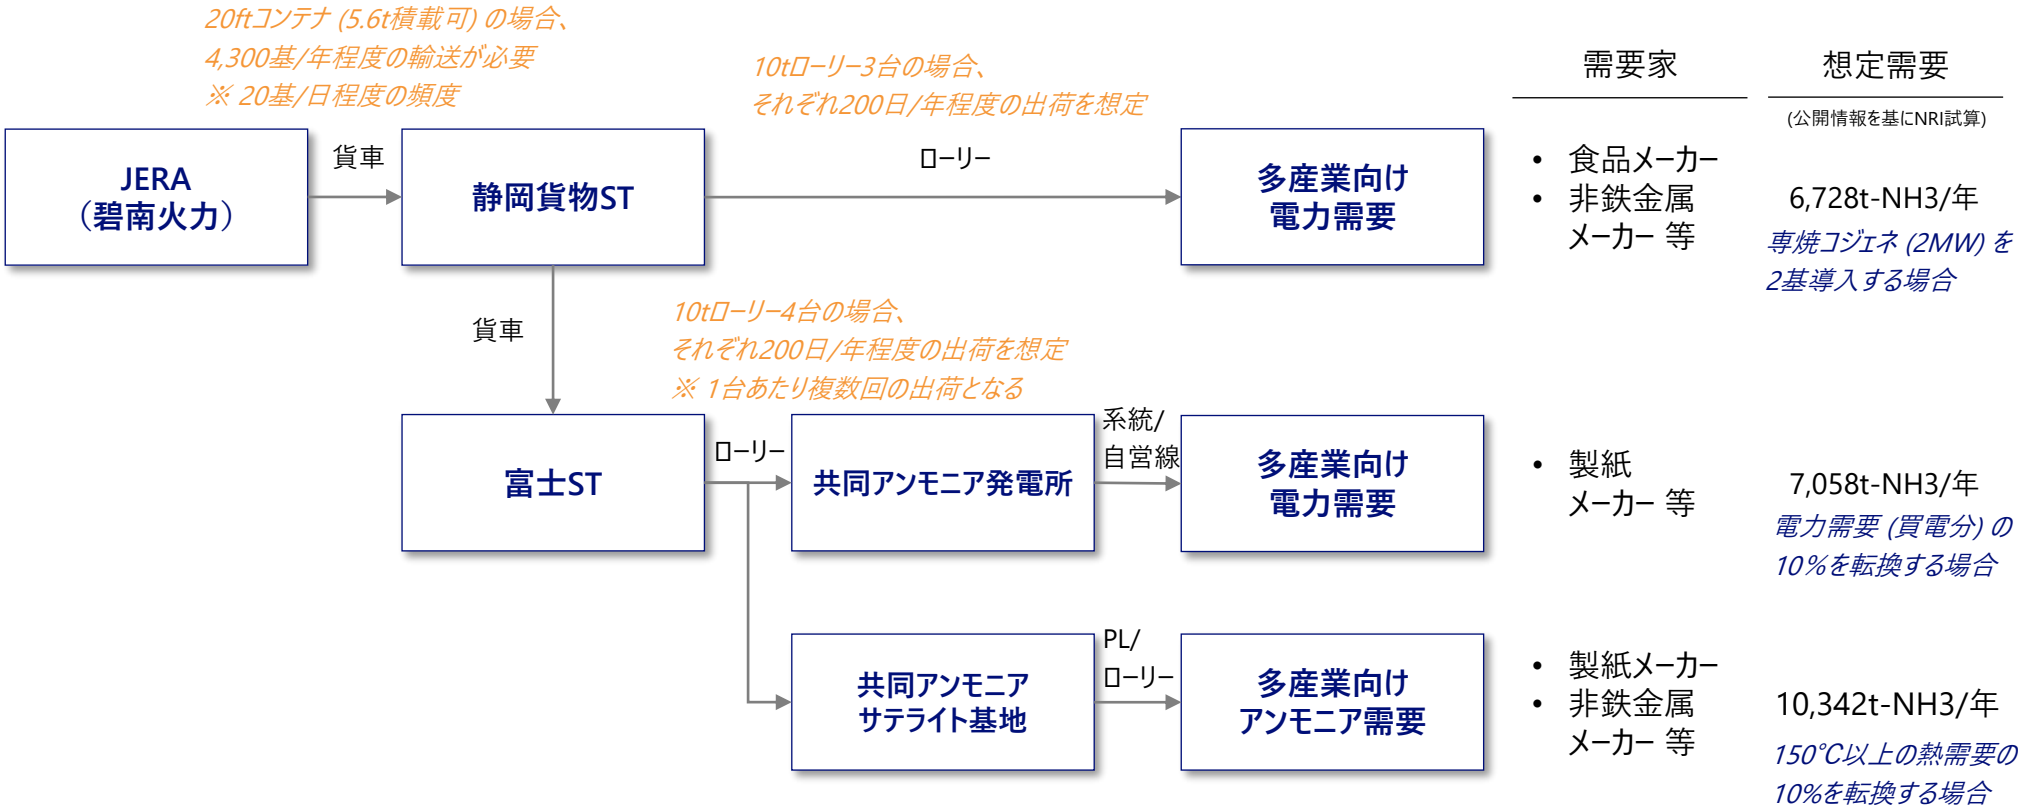 20ftコンテナ (5.6t積載可) の場合、
4,300基/年程度の輸送が必要
※ 20基/日程度の頻度
10tローリー3台の場合、
それぞれ200日/年程度の出荷を想定
需要家
想定需要
(公開情報を基にNRI試算)
JERA
（碧南火力）
貨車
静岡貨物ST
ローリー
多産業向け
電力需要
• 食品メーカー
• 非鉄金属
メーカー 等
6,728t-NH3/年
専焼コジェネ (2MW) を
2基導入する場合
貨車
10tローリー4台の場合、
それぞれ200日/年程度の出荷を想定
※ 1台あたり複数回の出荷となる
富士ST
ローリー
共同アンモニア発電所
系統/
自営線
多産業向け
電力需要
• 製紙
メーカー 等
7,058t-NH3/年
電力需要 (買電分) の
10％を転換する場合
共同アンモニア
サテライト基地
PL/
ローリー
多産業向け
アンモニア需要
• 製紙メーカー
• 非鉄金属
メーカー 等
10,342t-NH3/年
150℃以上の熱需要の
10%を転換する場合